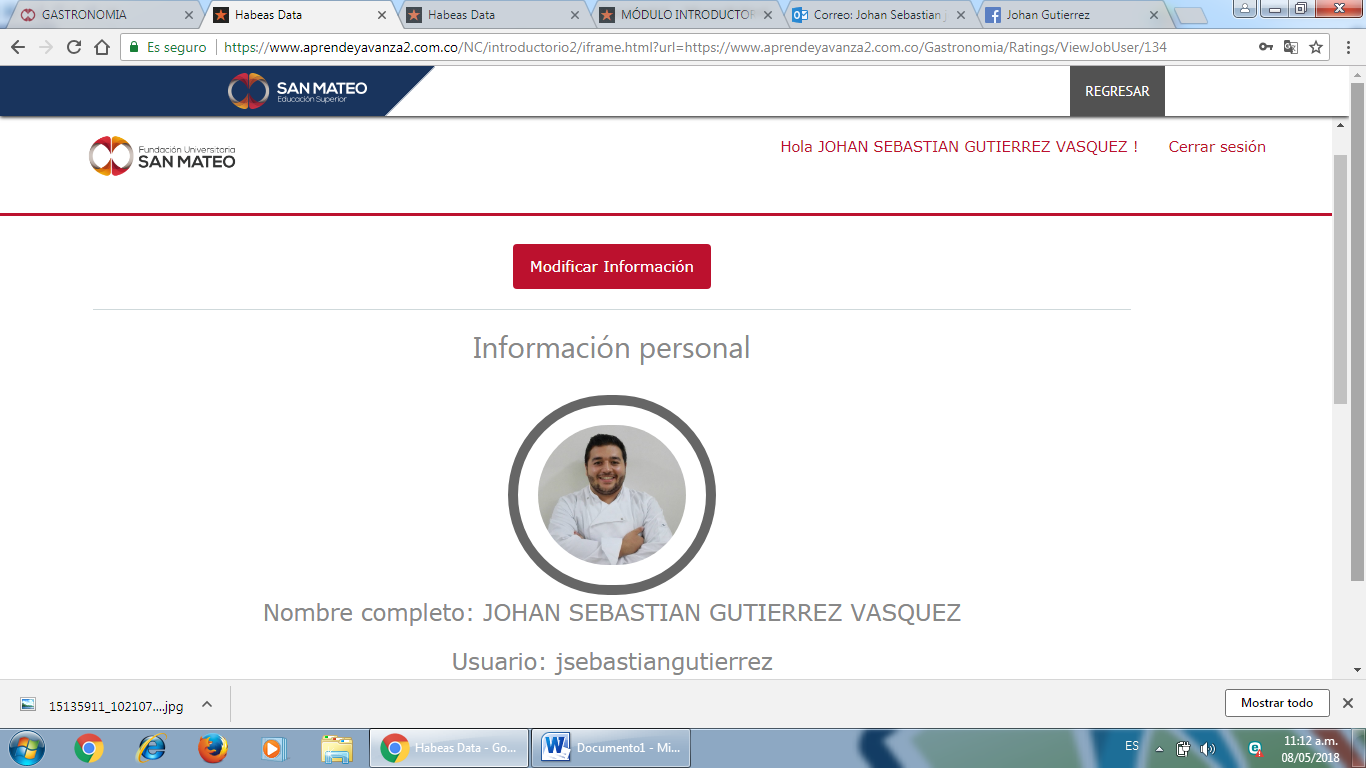 GASTRONOMIA
Habeas Data
Habeas Data
MÓDULO INTRODUCTOR
Correo: Johan Sebastian j
Johan Gutierrez
Es seguro
https://www.aprendeyavanza2.com.co/NC/introductorio2/iframe.html?url=https://www.aprendeyavanza2.com.co/Gastronomia/Ratings/ViewJobUser/134
SAN MATEO
Educación Superior
REGRESAR
Fundación Universitaria
SAN MATEO
Hola JOHAN SEBASTIAN GUTIERREZ VASQUEZ !
Cerrar sesión
Modificar Información
Información personal
Nombre completo: JOHAN SEBASTIAN GUTIERREZ VASQUEZ
Usuario: jsebastiangutierrez
15135911_102107....jpg
Mostrar todo
Habeas Data - Go...
Documento1 - Mi...
ES
11:12 a.m.
08/05/2018